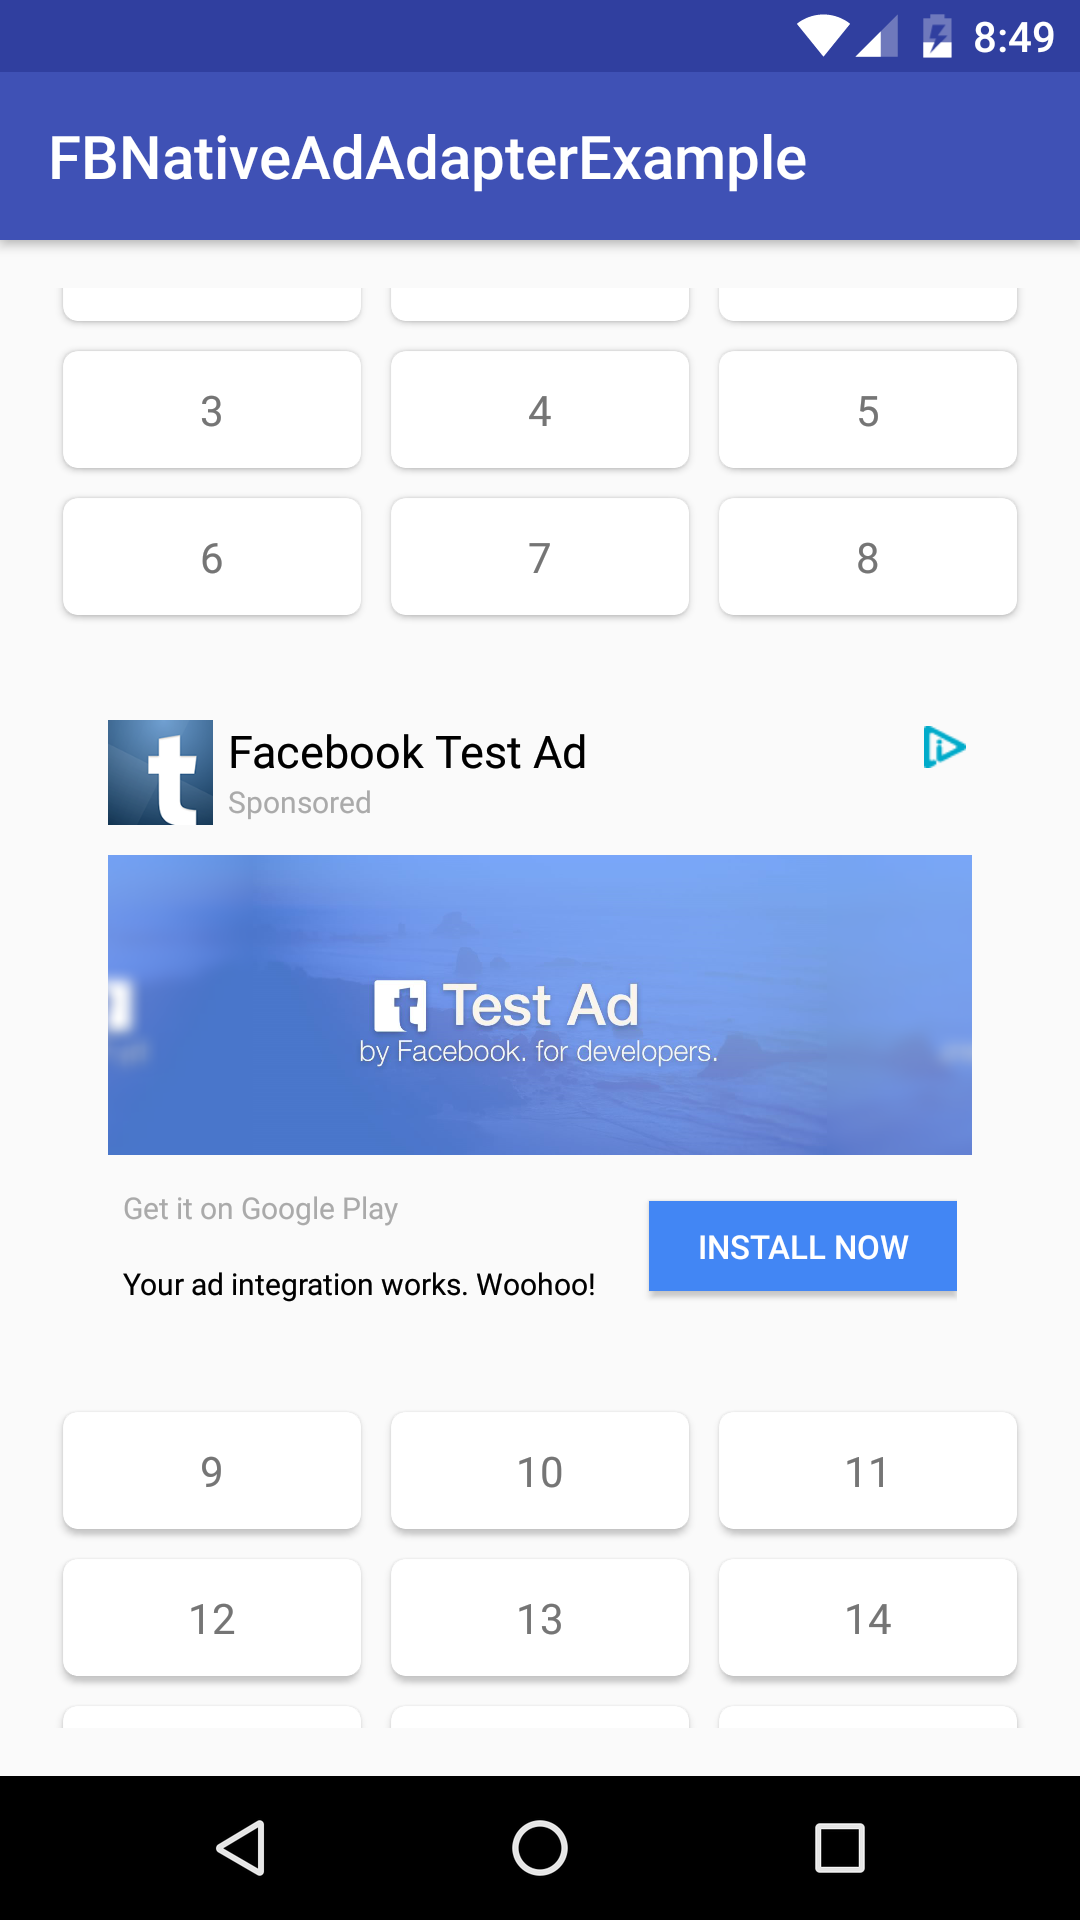 8:49
FBNativeAdAdapterExample
3 4 5
6 7 8
Facebook Test Ad
Sponsored
Test Ad
by Facebook. for developers.
Get it on Google Play
INSTALL NOW
Your ad integration works. Woohoo!
9 10 11
12 13 14